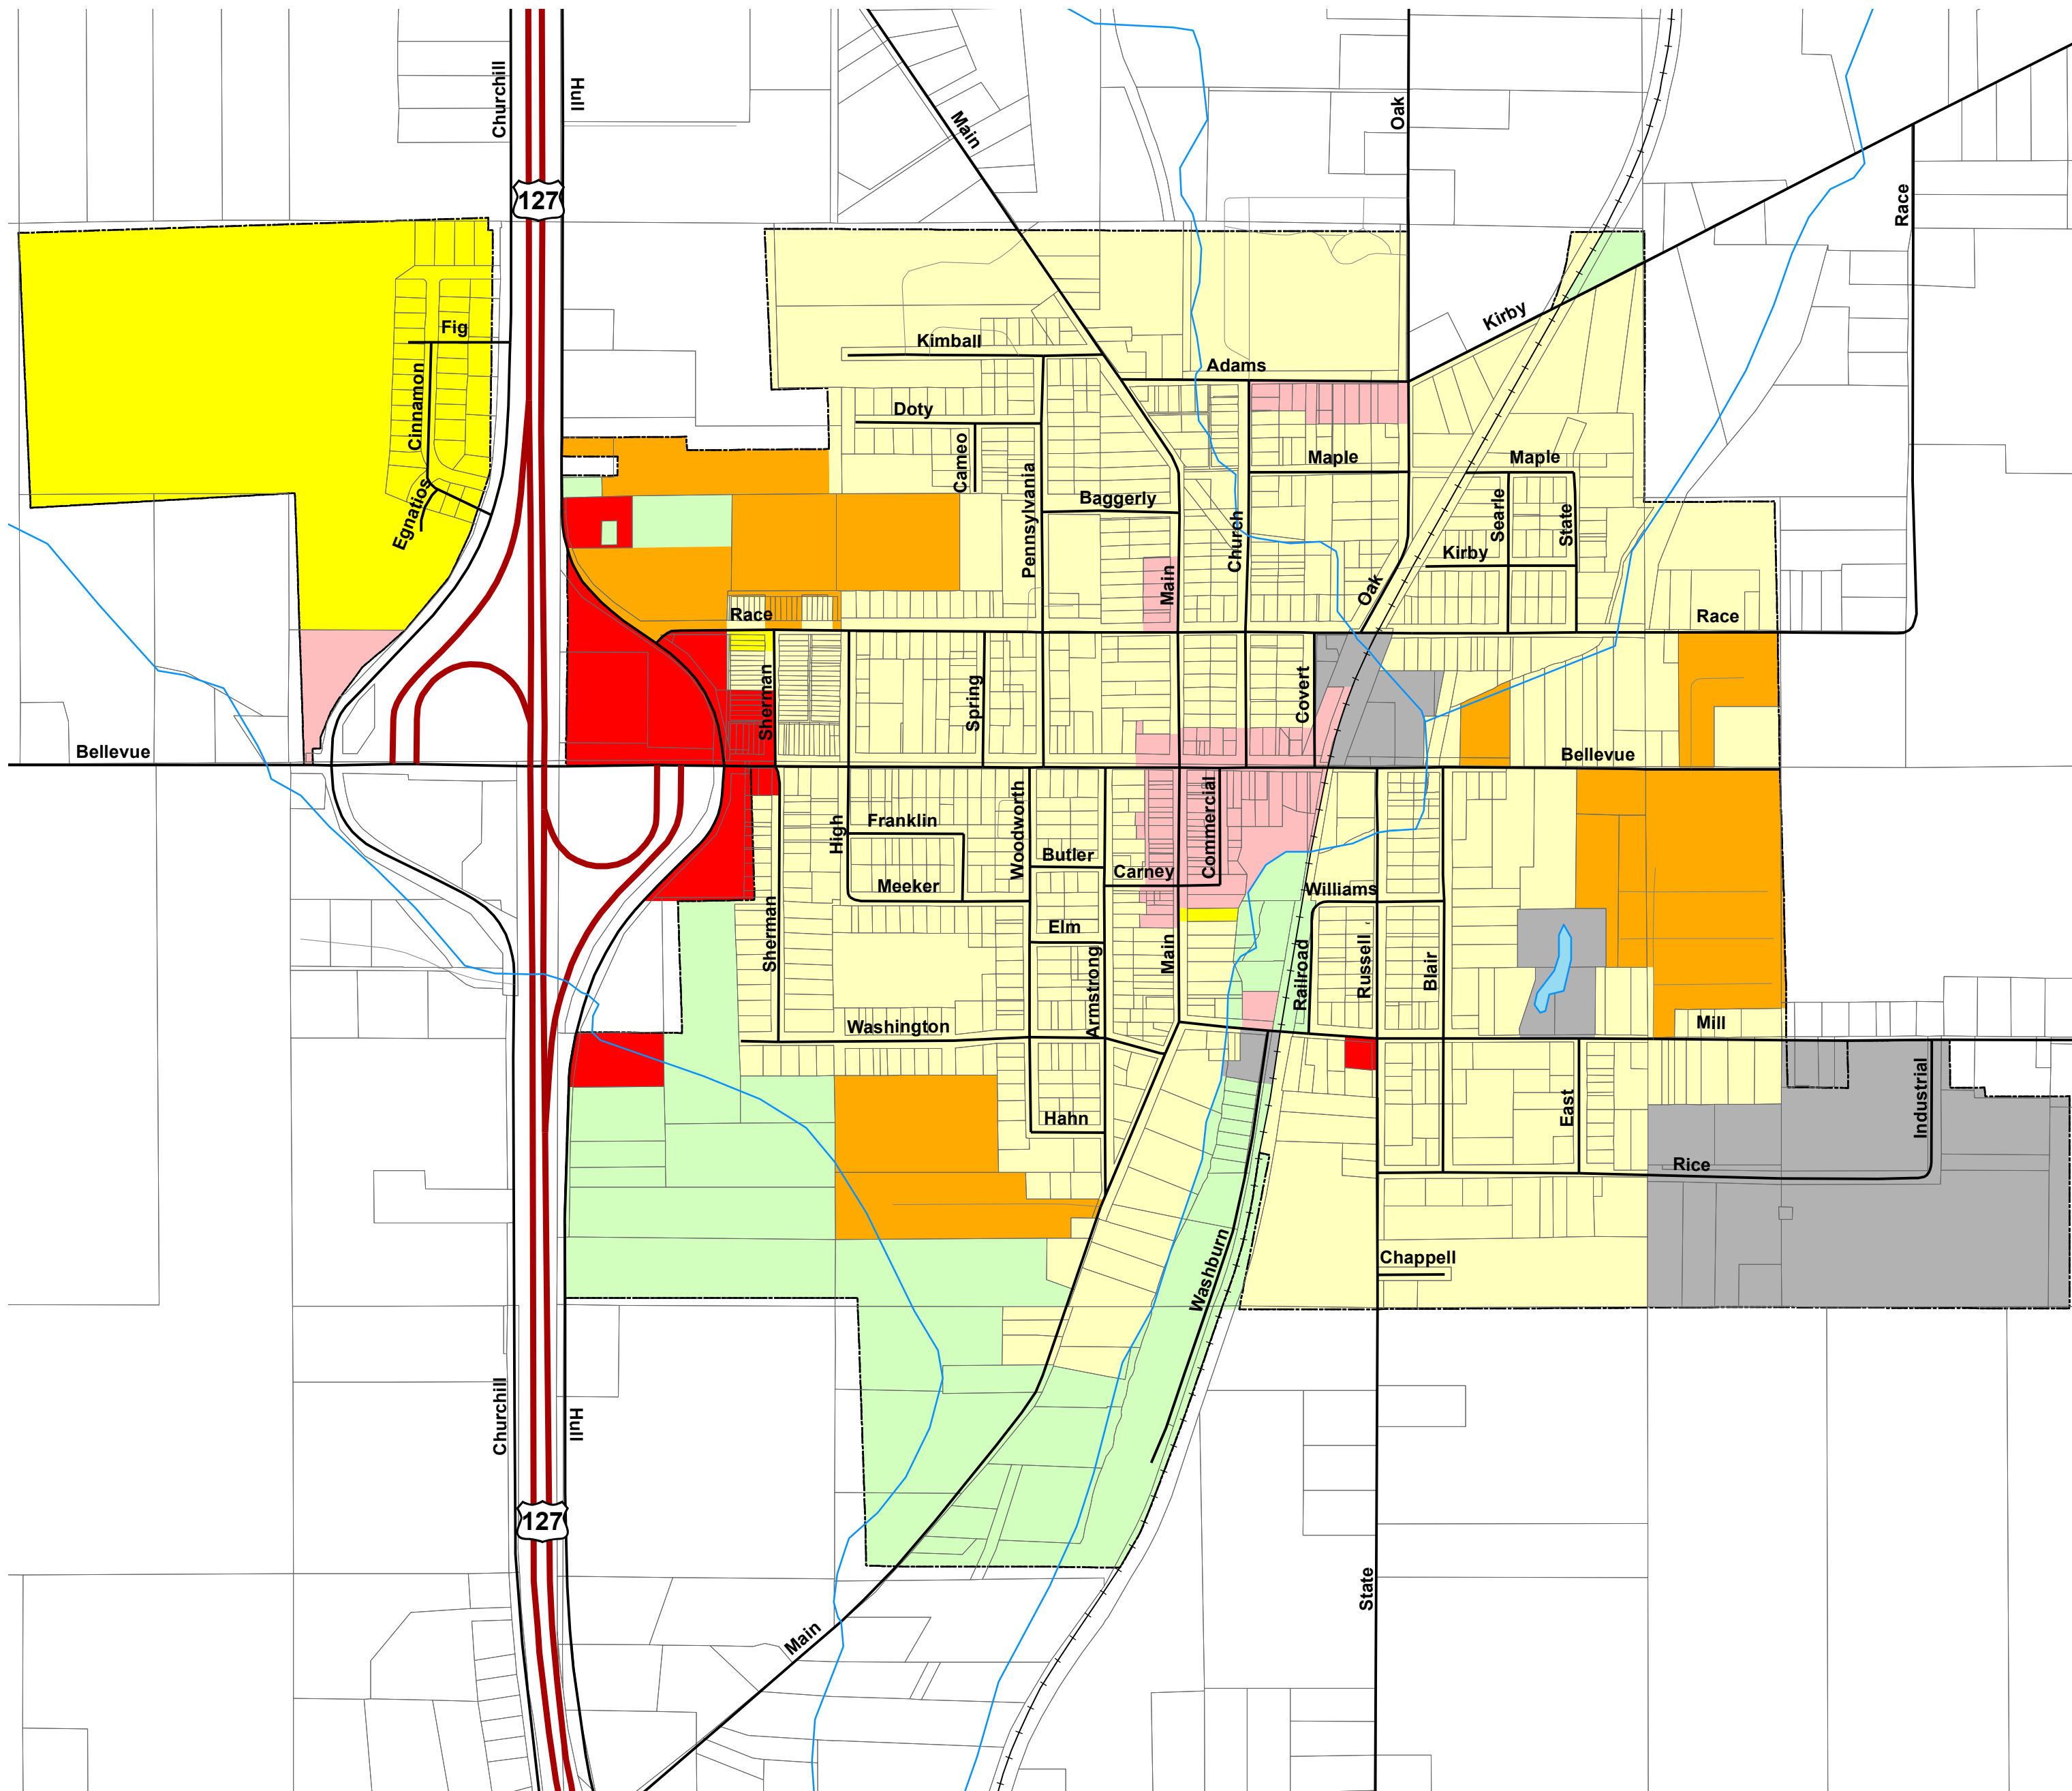 Churchill
Hull
Main
Oak
127
Race
Kirby
Fig
Kimball
Adams
Cinnamon
Doty
Cameo
Pennsylvania
Maple
Maple
Egnatios
Baggerly
Church
Searle
State
Kirby
Main
Oak
Race
Race
Sherman
Spring
Covert
Bellevue
Bellevue
High
Franklin
Woodworth
Butler
Carney
Commercial
Meeker
Williams
Sherman
Elm
Armstrong
Main
Railroad
Russell
Blair
Washington
Mill
Hahn
East
Industrial
Rice
Washburn
Chappell
Churchill
Hull
127
State
Main